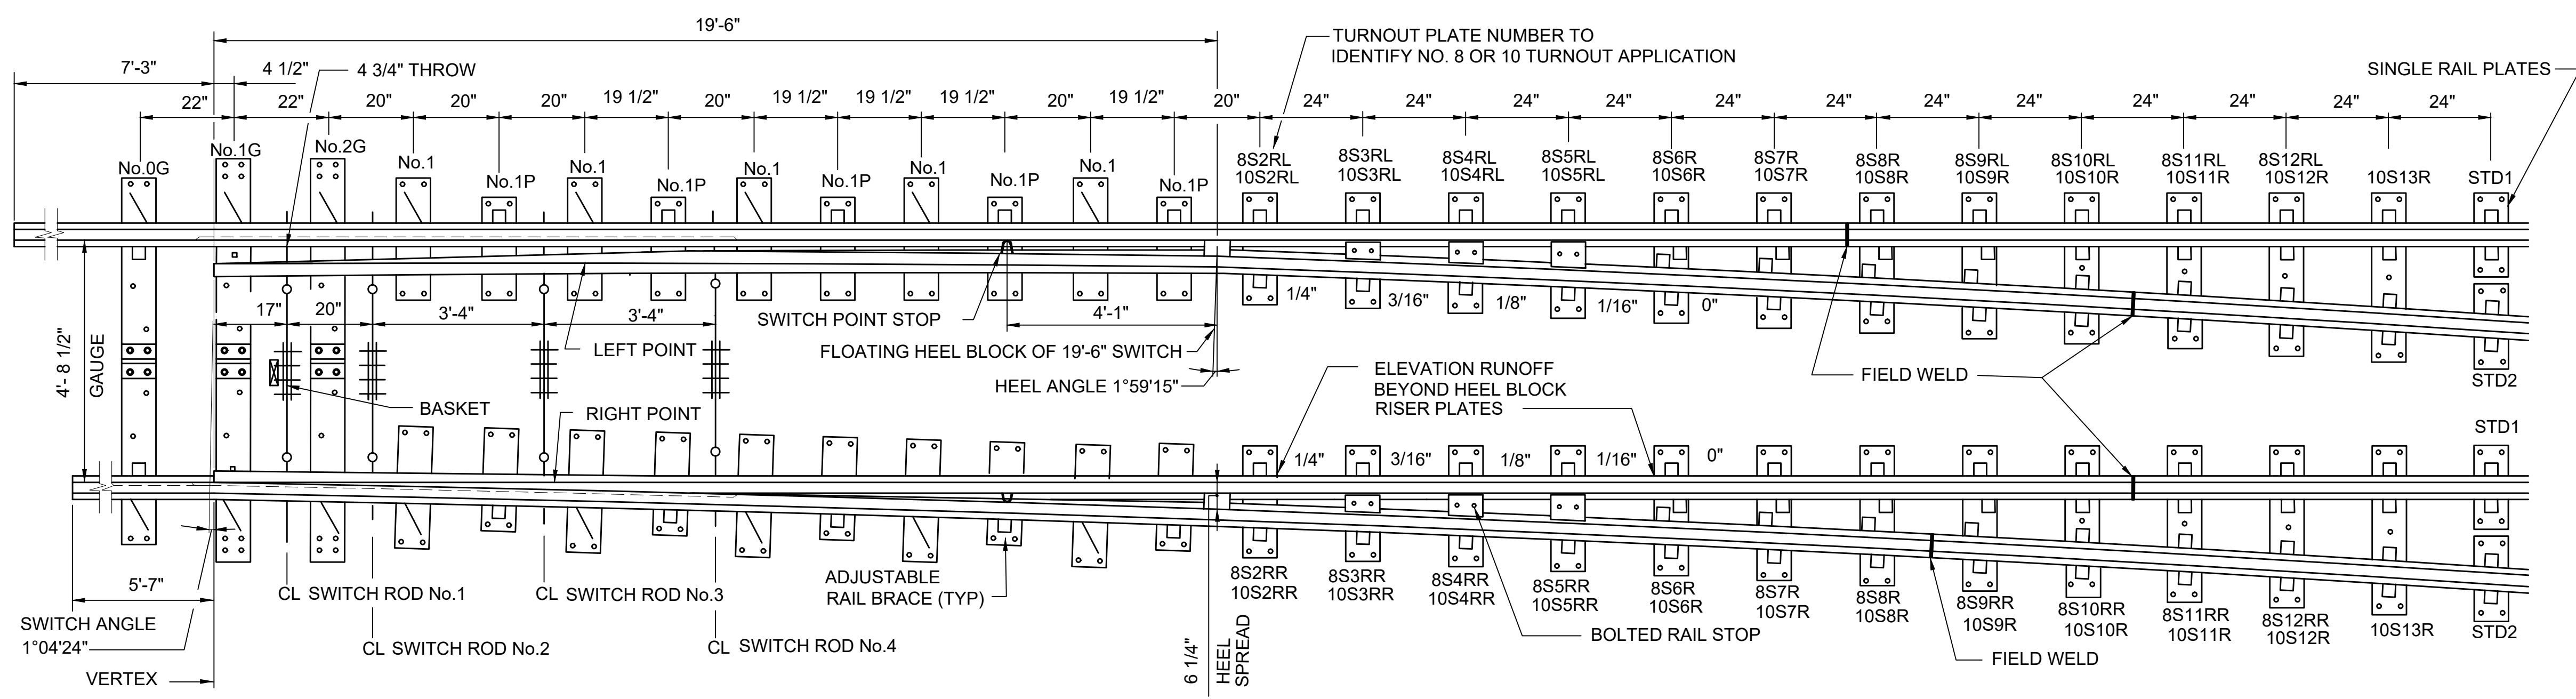 19'-6"
TURNOUT PLATE NUMBER TO
IDENTIFY NO. 8 OR 10 TURNOUT APPLICATION
SINGLE RAIL PLATES
7'-3"
4 1/2"
4 3/4" THROW
22"
22"
20"
20"
20"
19 1/2"
20"
19 1/2"
19 1/2"
19 1/2"
20"
19 1/2"
20"
24"
24"
24"
24"
24"
24"
24"
24"
24"
24"
24"
24"
No.0G
No.1G
No.2G
No.1
No.1P
No.1
No.1P
No.1
No.1P
No.1
No.1P
No.1
No.1P
8S2RL
10S2RL
8S3RL
10S3RL
8S4RL
10S4RL
8S5RL
10S5RL
8S6R
10S6R
8S7R
10S7R
8S8R
10S8R
8S9RL
10S9R
8S10RL
10S10R
8S11RL
10S11R
8S12RL
10S12R
10S13R
STD1
1/4"
3/16"
1/8"
1/16"
0"
17"
20"
3'-4"
3'-4"
SWITCH POINT STOP
4'-1"
4'- 8 1/2"
GAUGE
LEFT POINT
FLOATING HEEL BLOCK OF 19'-6" SWITCH
HEEL ANGLE 1°59'15"
ELEVATION RUNOFF
BEYOND HEEL BLOCK
RISER PLATES
FIELD WELD
STD2
BASKET
RIGHT POINT
STD1
1/4"
3/16"
1/8"
1/16"
0"
5'-7"
SWITCH ANGLE
1°04'24"
VERTEX
CL SWITCH ROD No.1
CL SWITCH ROD No.2
CL SWITCH ROD No.3
CL SWITCH ROD No.4
ADJUSTABLE
RAIL BRACE (TYP)
6 1/4"
HEEL
SPREAD
8S2RR
10S2RR
8S3RR
10S3RR
8S4RR
10S4RR
8S5RR
10S5RR
8S6R
10S6R
8S7R
10S7R
8S8R
10S8R
8S9RR
10S9R
8S10RR
10S10R
8S11RR
10S11R
8S12RR
10S12R
10S13R
STD2
BOLTED RAIL STOP
FIELD WELD